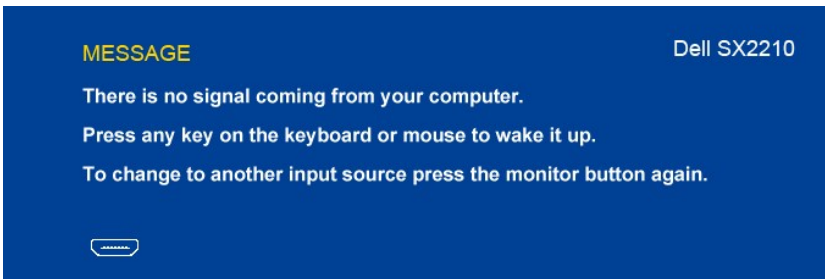 MESSAGE
Dell SX2210
There is no signal coming from your computer.
Press any key on the keyboard or mouse to wake it up.
To change to another input source press the monitor button again.